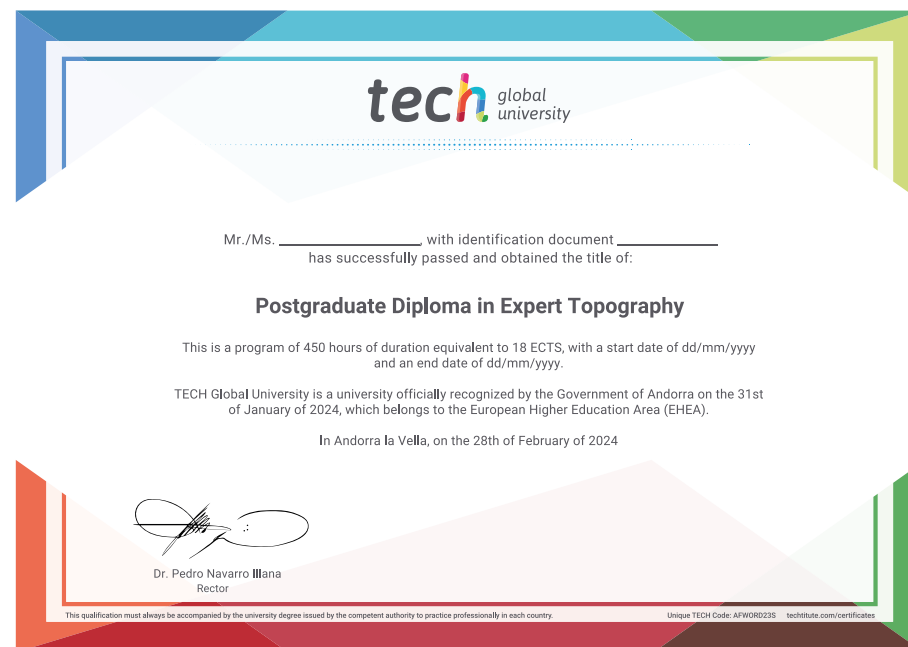 tech global
university
Mr./Ms. ____________, with identification document ____________
has successfully passed and obtained the title of:
Postgraduate Diploma in Expert Topography
This is a program of 450 hours of duration equivalent to 18 ECTS, with a start date of dd/mm/yyyy
and an end date of dd/mm/yyyy.
TECH Global University is a university officially recognized by the Government of Andorra on the 31st
of January of 2024, which belongs to the European Higher Education Area (EHEA).
In Andorra la Vella, on the 28th of February of 2024
Dr. Pedro Navarro Illana
Rector
This qualification must always be accompanied by the university degree issued by the competent authority to practice professionally in each country.
Unique TECH Code: AFWORD23S techtitute.com/certificates